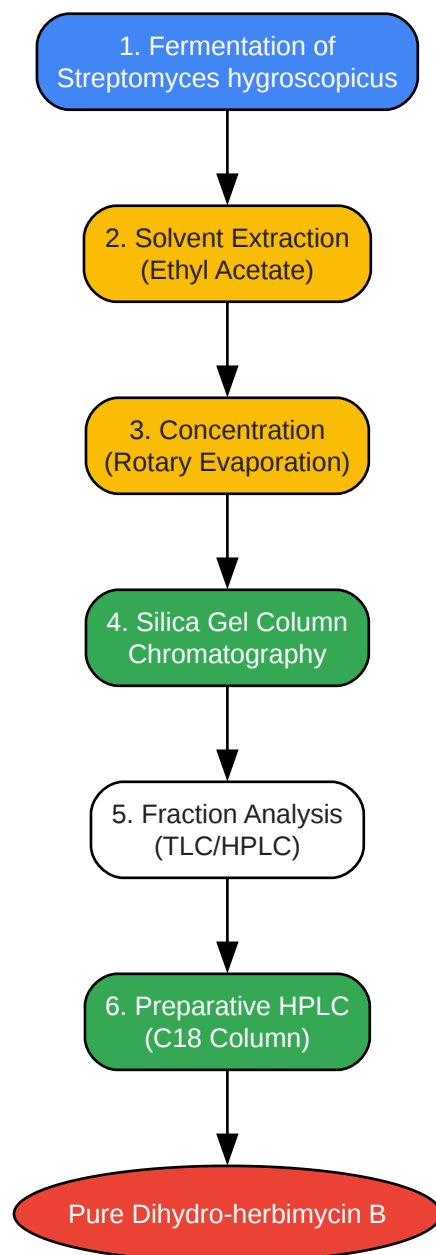 1. Fermentation of
Streptomyces hygroscopicus
2. Solvent Extraction
(Ethyl Acetate)
3. Concentration
(Rotary Evaporation)
4. Silica Gel Column
Chromatography
5. Fraction Analysis
(TLC/HPLC)
6. Preparative HPLC
(C18 Column)
Pure Dihydro-herbimycin B